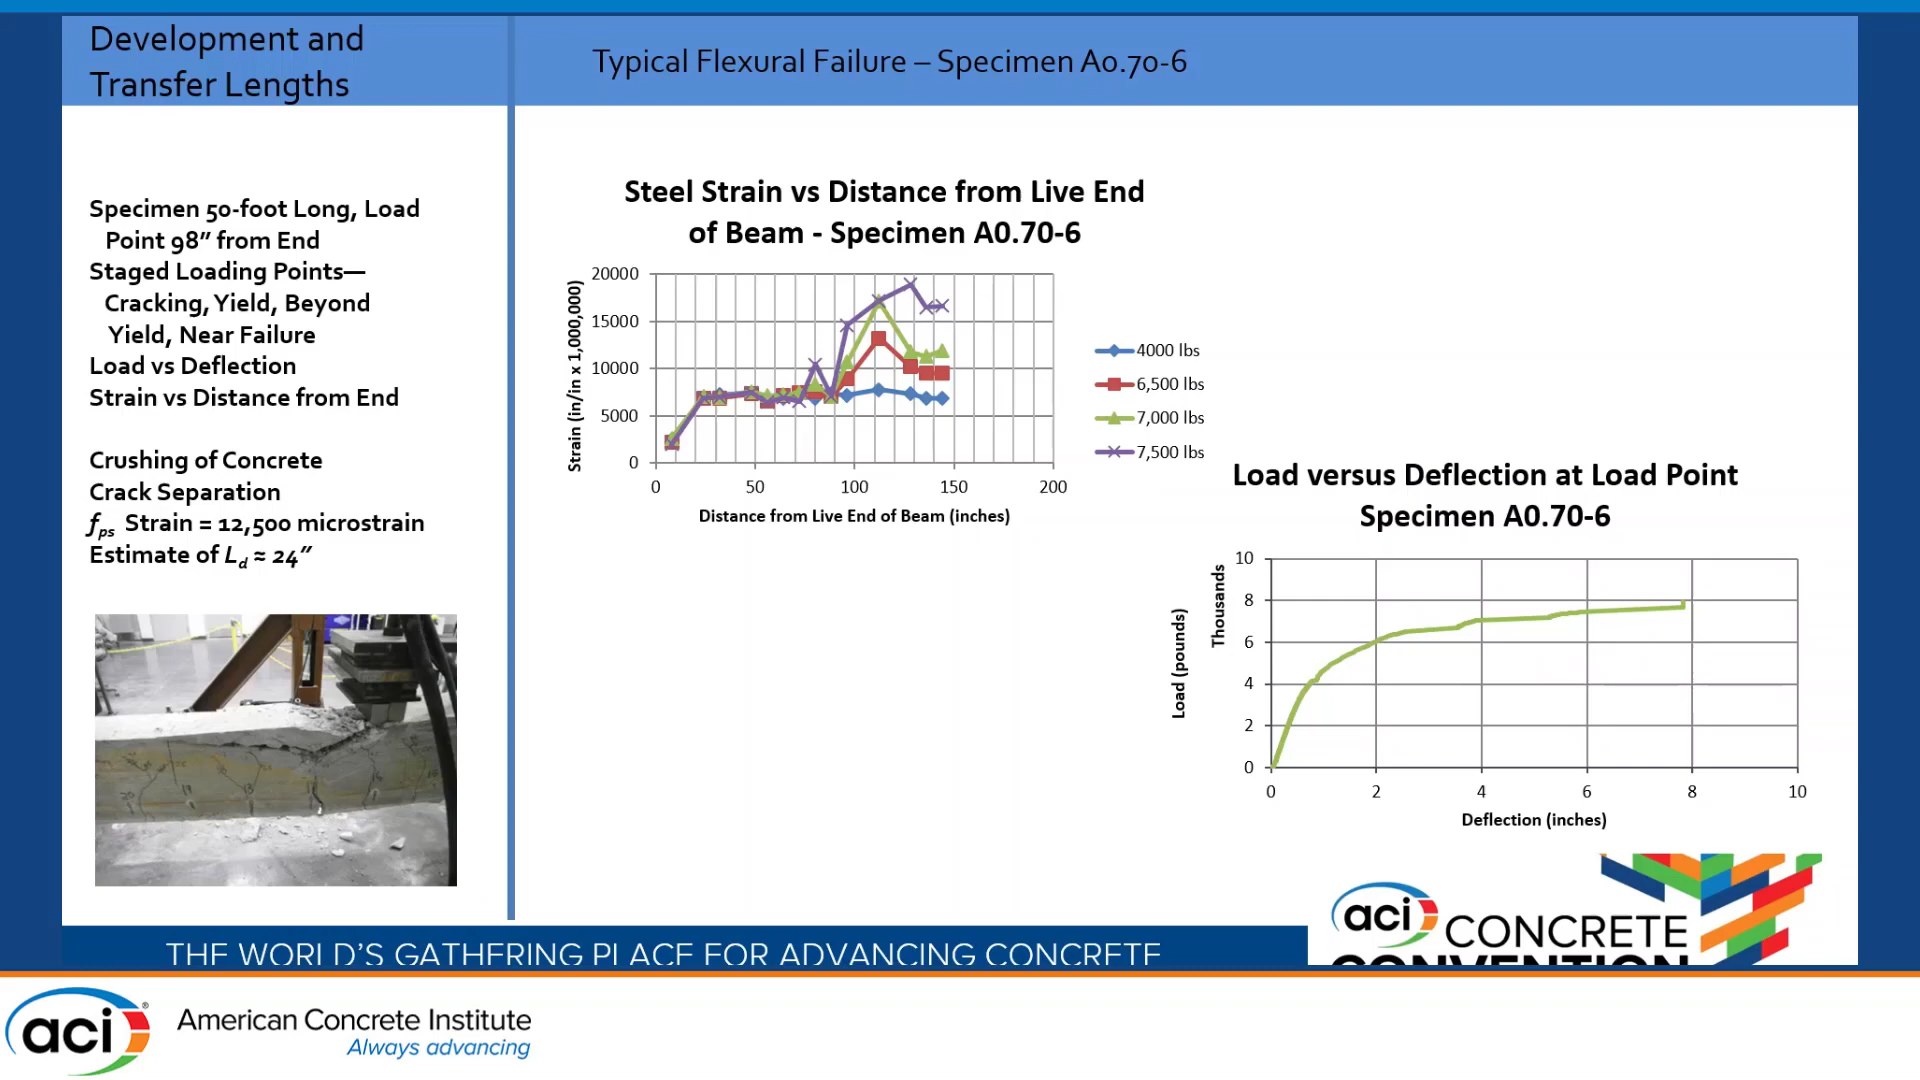 Development and
Transfer Lengths
Typical Flexural Failure – Specimen A0.70-6
Specimen 50-foot Long, Load
Point 98″ from End
Staged Loading Points—
Cracking, Yield, Beyond
Yield, Near Failure
Load vs Deflection
Strain vs Distance from End
Crushing of Concrete
Crack Separation
fps Strain = 12,500 microstrain
Estimate of Ld ≈ 24″
Steel Strain vs Distance from Live End
of Beam - Specimen A0.70-6
Strain (in/in x 1,000,000)
20000
15000
10000
5000
0
0 50 100 150 200
Distance from Live End of Beam (inches)
4000 lbs
6,500 lbs
7,000 lbs
7,500 lbs
Load versus Deflection at Load Point
Specimen A0.70-6
Load (pounds)
Thousands
10
8
6
4
2
0
0 2 4 6 8 10
Deflection (inches)
THE WORLD'S GATHERING PLACE FOR ADVANCING CONCRETE
aci CONCRETE
CONVENTION
aci ®
American Concrete Institute
Always advancing